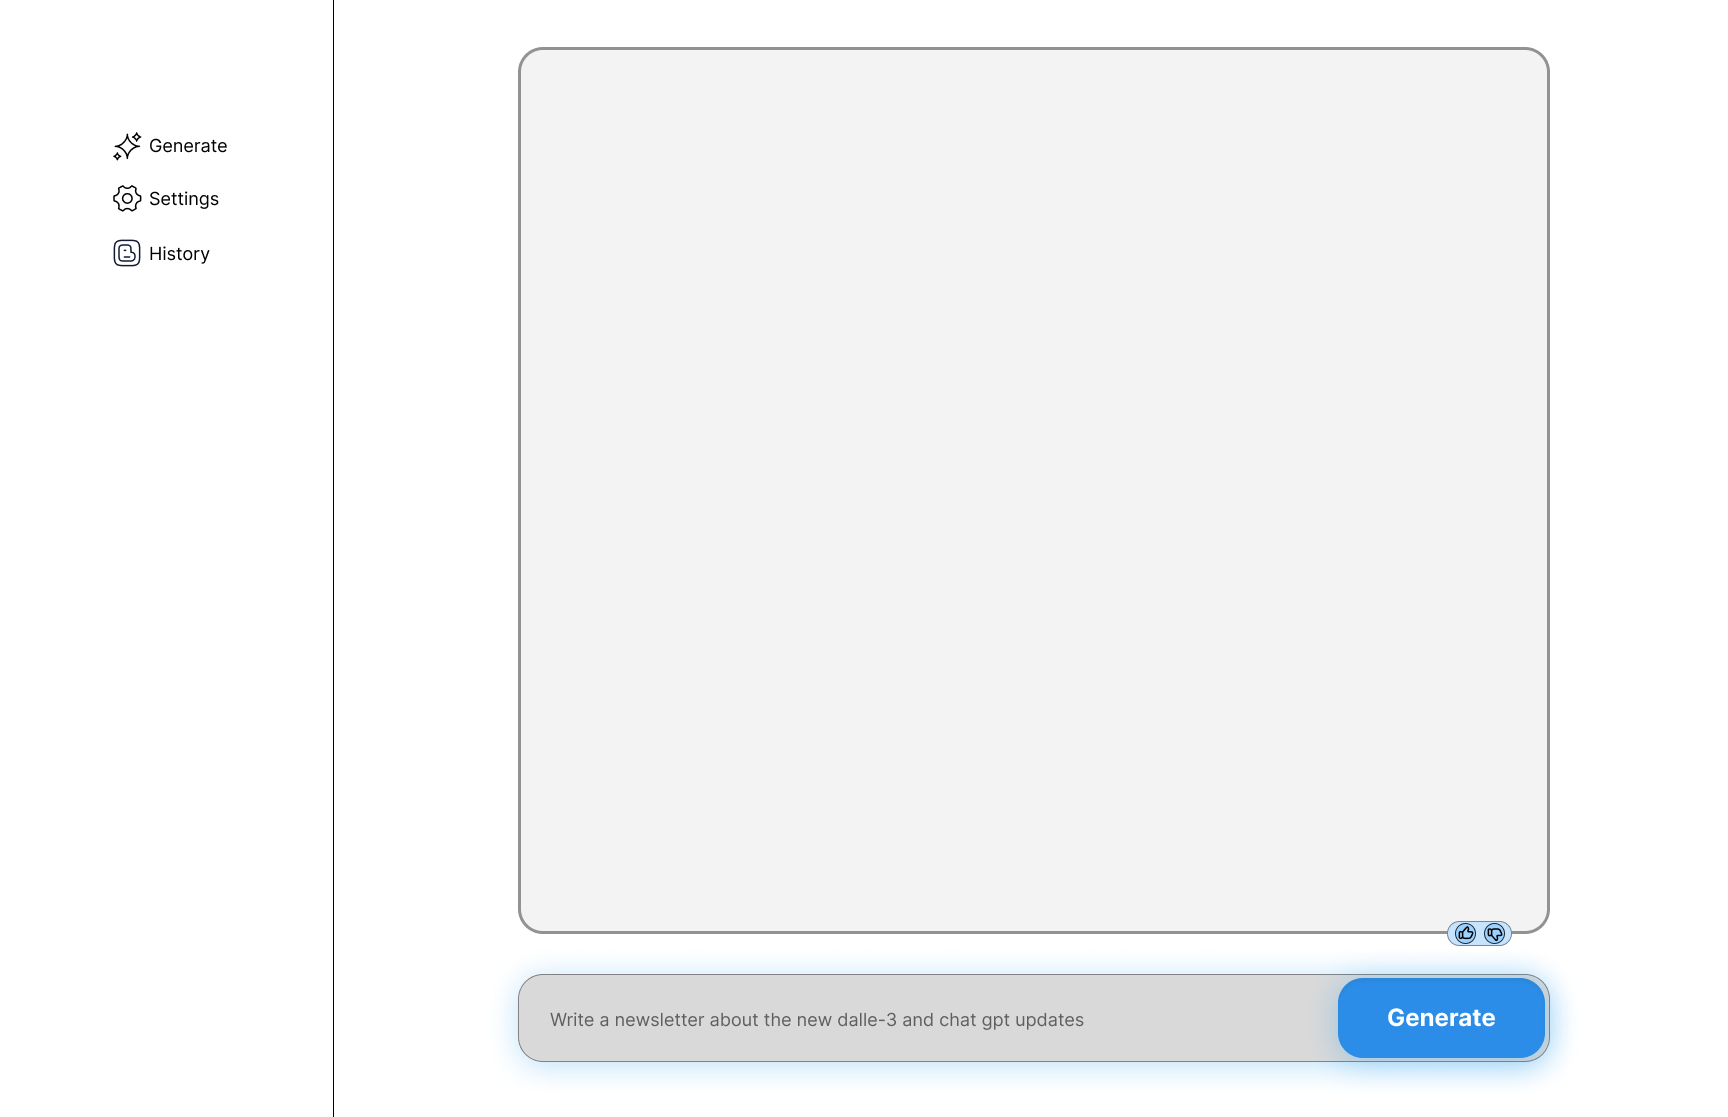 Generate
Settings
History
Write a newsletter about the new dalle-3 and chat gpt updates
Generate